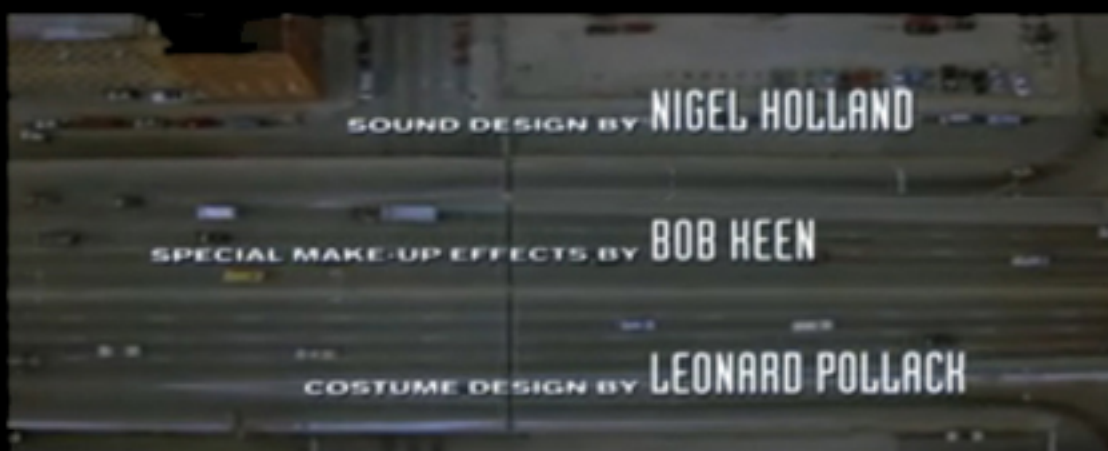 SOUND DESIGN BY NIGEL HOLLAND
SPECIAL MAKE-UP EFFECTS BY BOB KEEN
COSTUME DESIGN BY LEONARD POLLACK